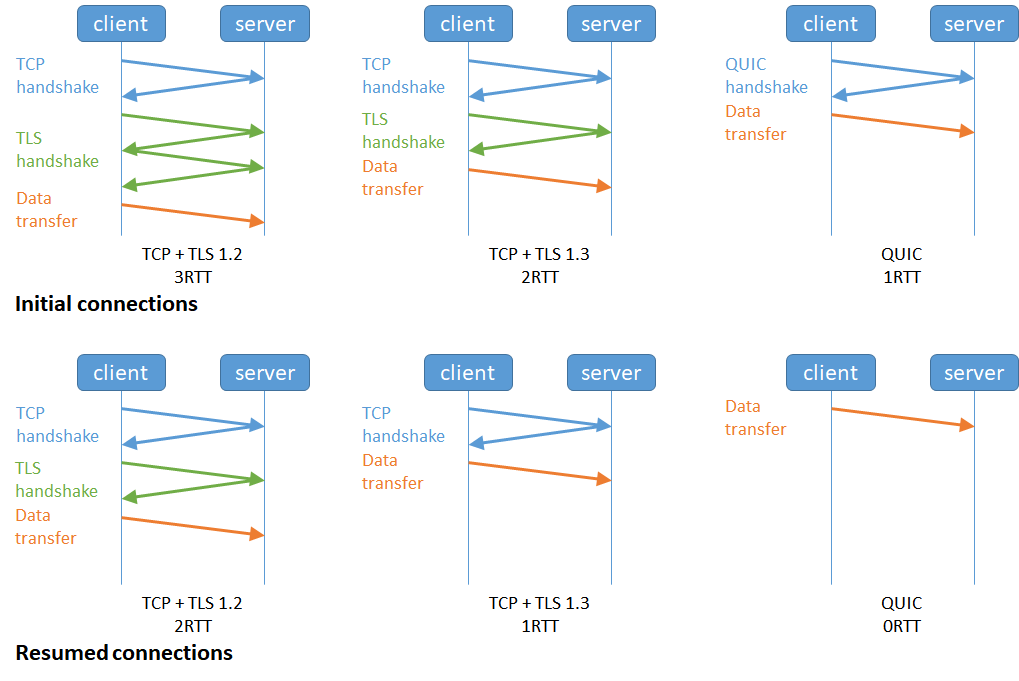 client server client server client server
TCP
handshake
TLS
handshake
Data
transfer
TCP
handshake
TLS
handshake
Data
transfer
QUIC
handshake
Data
transfer
TCP + TLS 1.2
3RTT
TCP + TLS 1.3
2RTT
QUIC
1RTT
Initial connections
client server client server client server
TCP
handshake
TLS
handshake
Data
transfer
TCP
handshake
Data
transfer
Data
transfer
TCP + TLS 1.2
2RTT
TCP + TLS 1.3
1RTT
QUIC
0RTT
Resumed connections